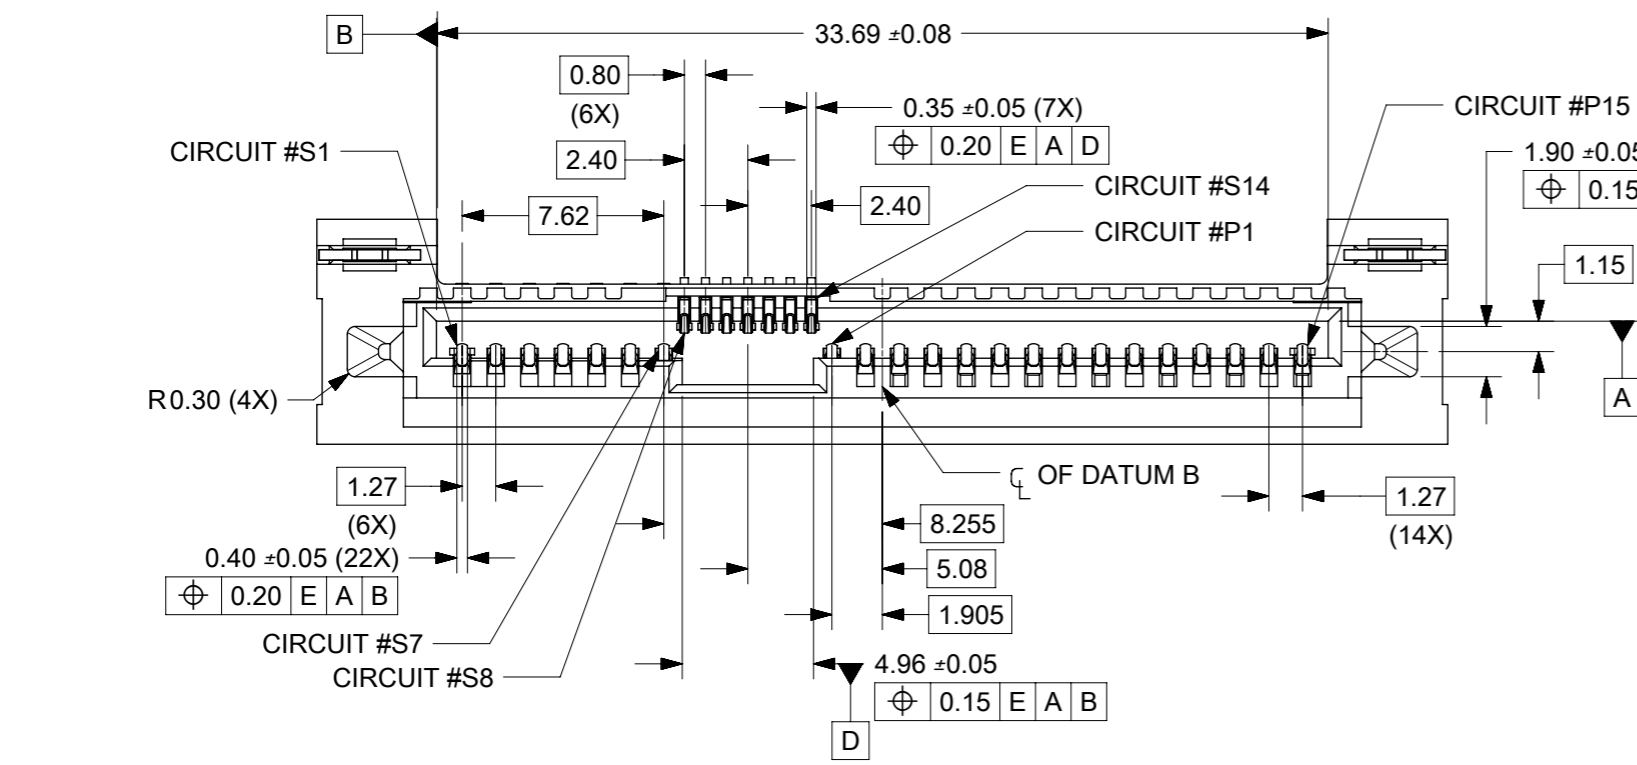 B
33.69 ±0.08
0.80
(6X)
0.35 ±0.05 (7X)
0.20 E A D
CIRCUIT #P15
CIRCUIT #S1
2.40
1.90 ±0.05
0.15
CIRCUIT #S14
7.62
2.40
CIRCUIT #P1
1.15
R0.30 (4X)
A
℄ OF DATUM B
1.27
(6X)
1.27
(14X)
8.255
0.40 ±0.05 (22X)
0.20 E A B
5.08
1.905
CIRCUIT #S7
CIRCUIT #S8
4.96 ±0.05
0.15 E A B
D